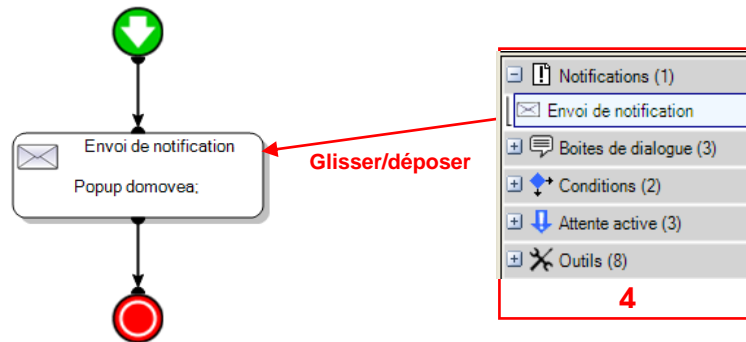 Envoi de notification
Popup domovea;
Glisser/déposer
Notifications (1)
Envoi de notification
Boites de dialogue (3)
Conditions (2)
Attente active (3)
Outils (8)
4